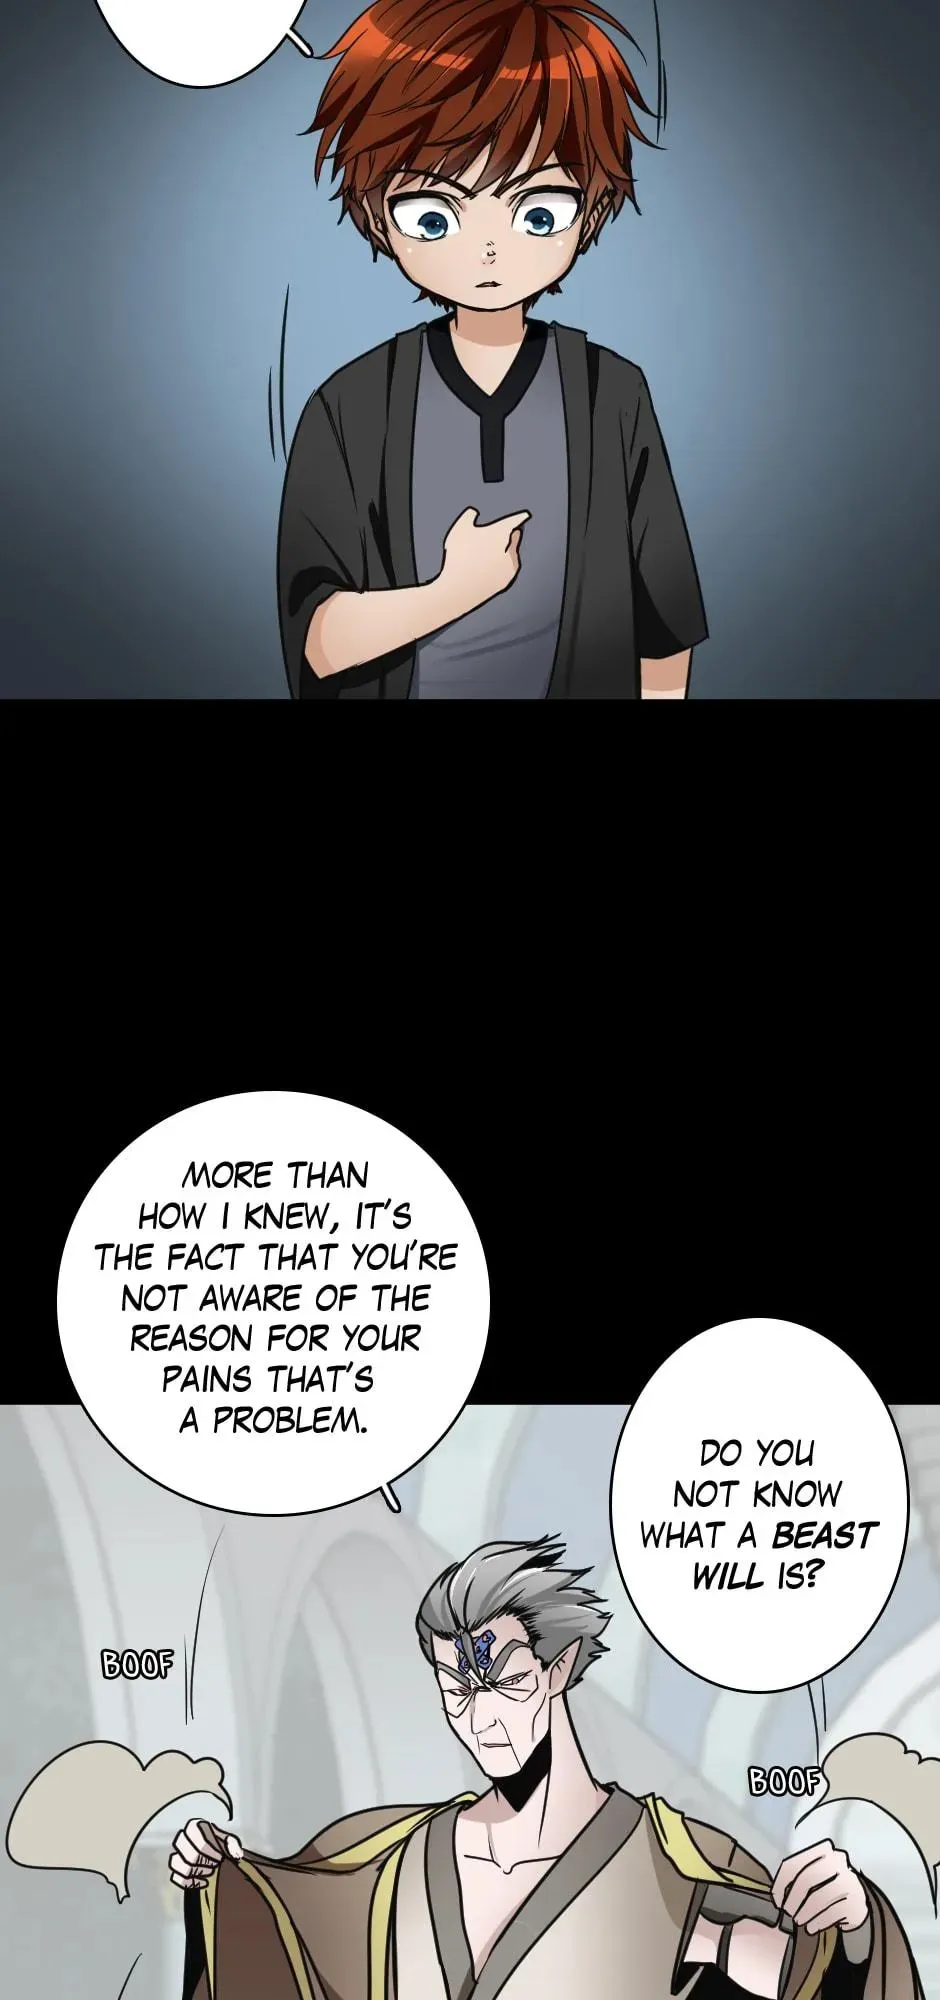 MORE THAN
HOW I KNEW, IT'S
THE FACT THAT YOU'RE
NOT AWARE OF THE
REASON FOR YOUR
PAINS THAT'S
A PROBLEM.
DO YOU
NOT KNOW
WHAT A BEAST
WILL IS?
BOOF
BOOF